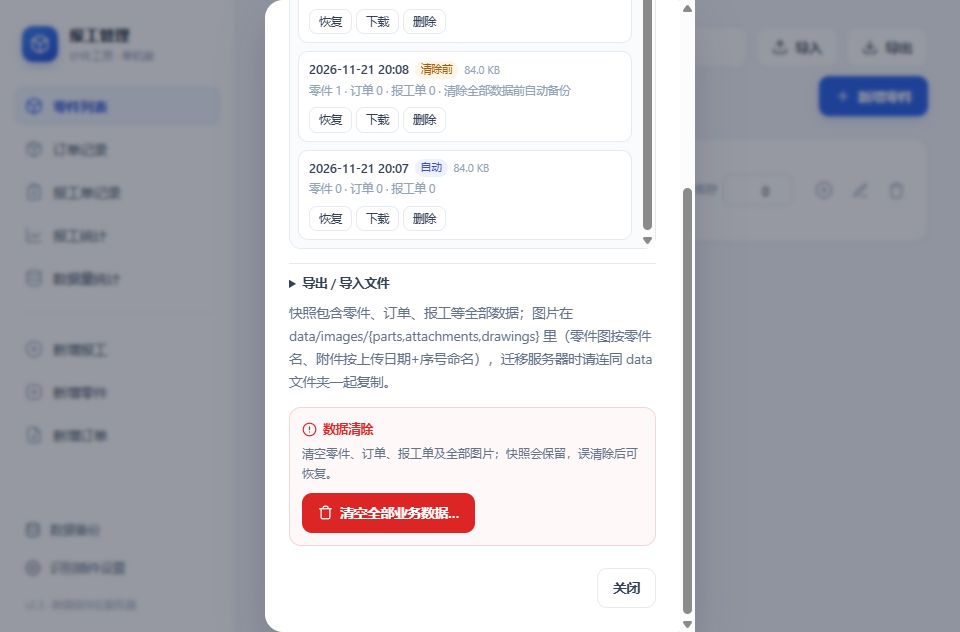 报工管理
零件列表
订单记录
报工单记录
报工统计
数据量统计
新增报工
新增零件
新增订单
数据备份
识别插件设置
导入
导出
+ 新增零件
0
恢复 下载 删除
2026-11-21 20:08 清除前 84.0 KB
零件 1 · 订单 0 · 报工单 0 · 清除全部数据前自动备份
恢复 下载 删除
2026-11-21 20:07 自动 84.0 KB
零件 0 · 订单 0 · 报工单 0
恢复 下载 删除
导出 / 导入文件
快照包含零件、订单、报工等全部数据；图片在
data/images/{parts,attachments,drawings} 里（零件图按零件
名、附件按上传日期+序号命名），迁移服务器时请连同 data
文件夹一起复制。
数据清除
清空零件、订单、报工单及全部图片；快照会保留，误清除后可
恢复。
清空全部业务数据...
关闭